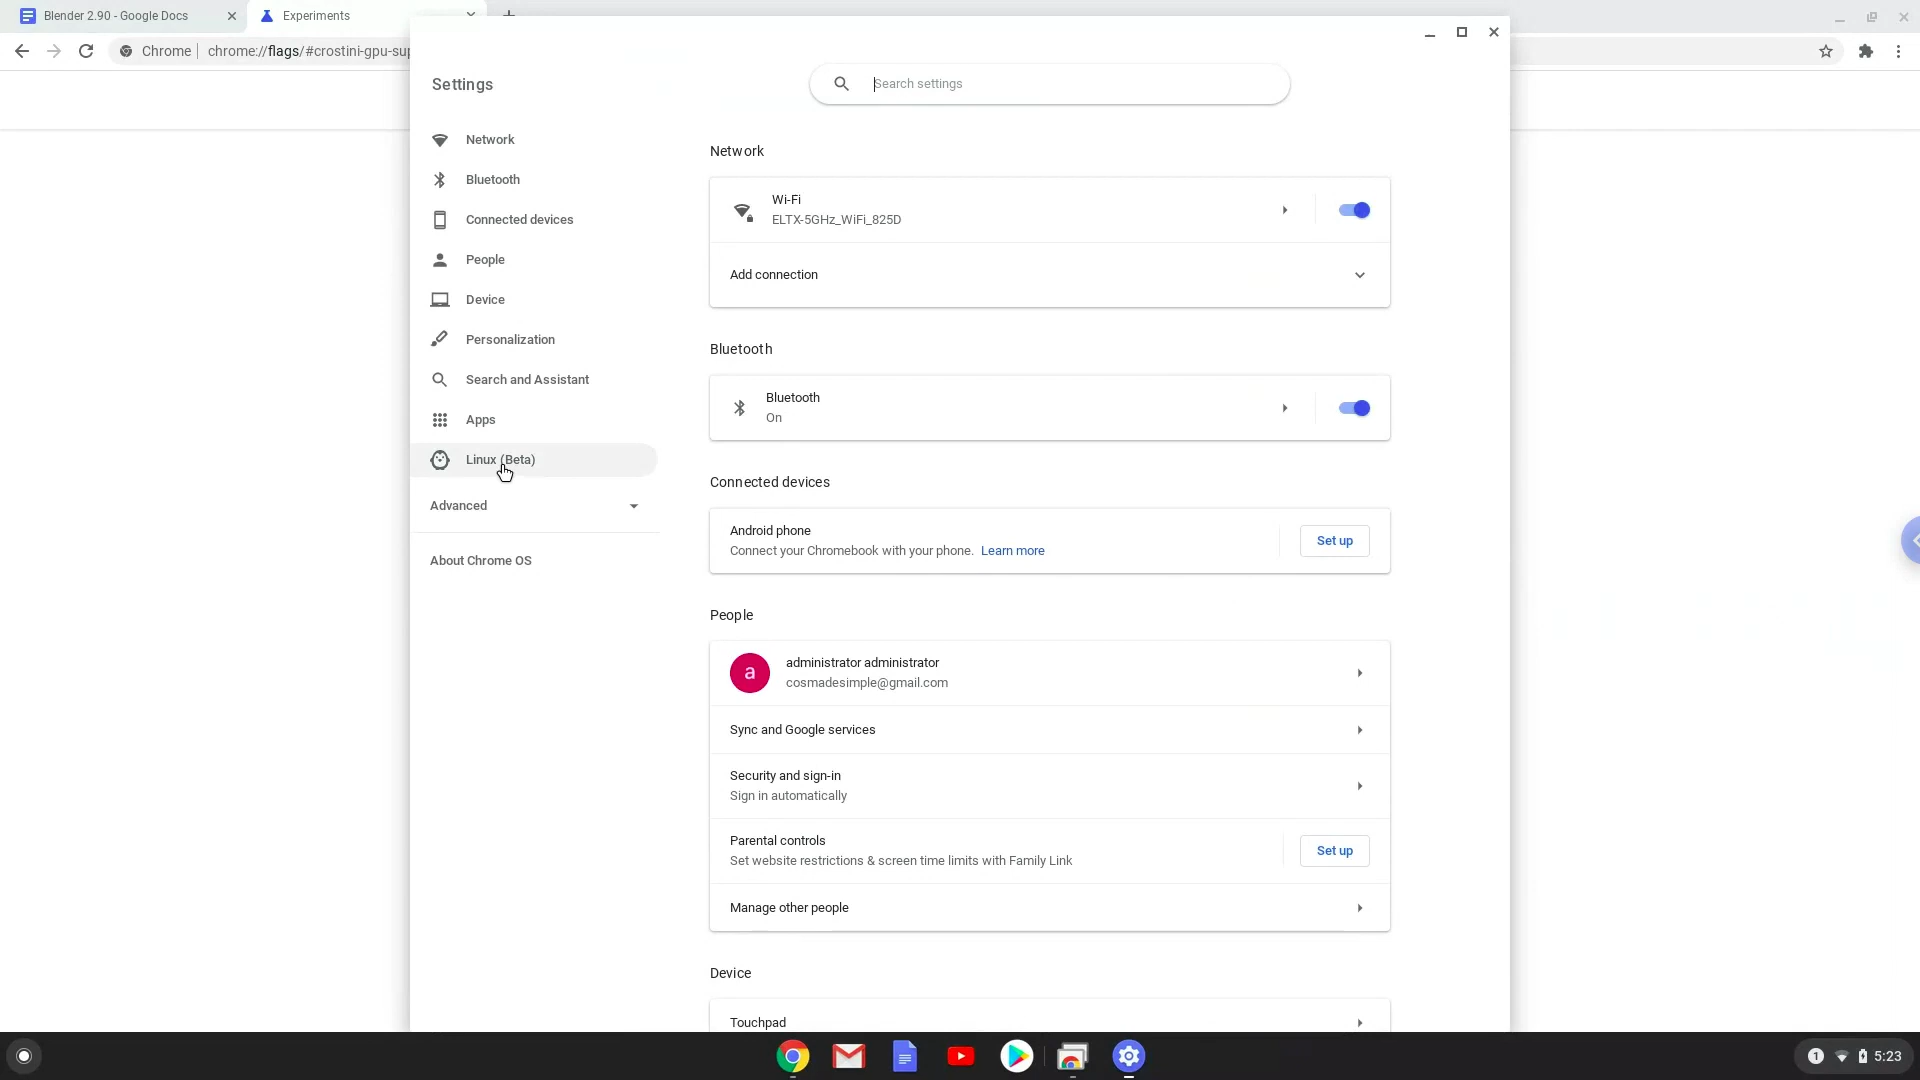 Blender 2.90 - Google Docs
Experiments
Chrome
chrome://flags/#crostini-gpu-sup
Settings
Search settings
Network
Bluetooth
Connected devices
People
Device
Personalization
Search and Assistant
Apps
Linux (Beta)
Advanced
About Chrome OS
Network
Wi-Fi
ELTX-5GHz_WiFi_825D
Add connection
Bluetooth
Bluetooth
On
Connected devices
Android phone
Connect your Chromebook with your phone. Learn more
Set up
People
a
administrator administrator
cosmadesimple@gmail.com
Sync and Google services
Security and sign-in
Sign in automatically
Parental controls
Set website restrictions & screen time limits with Family Link
Set up
Manage other people
Device
Touchpad
1
5:23